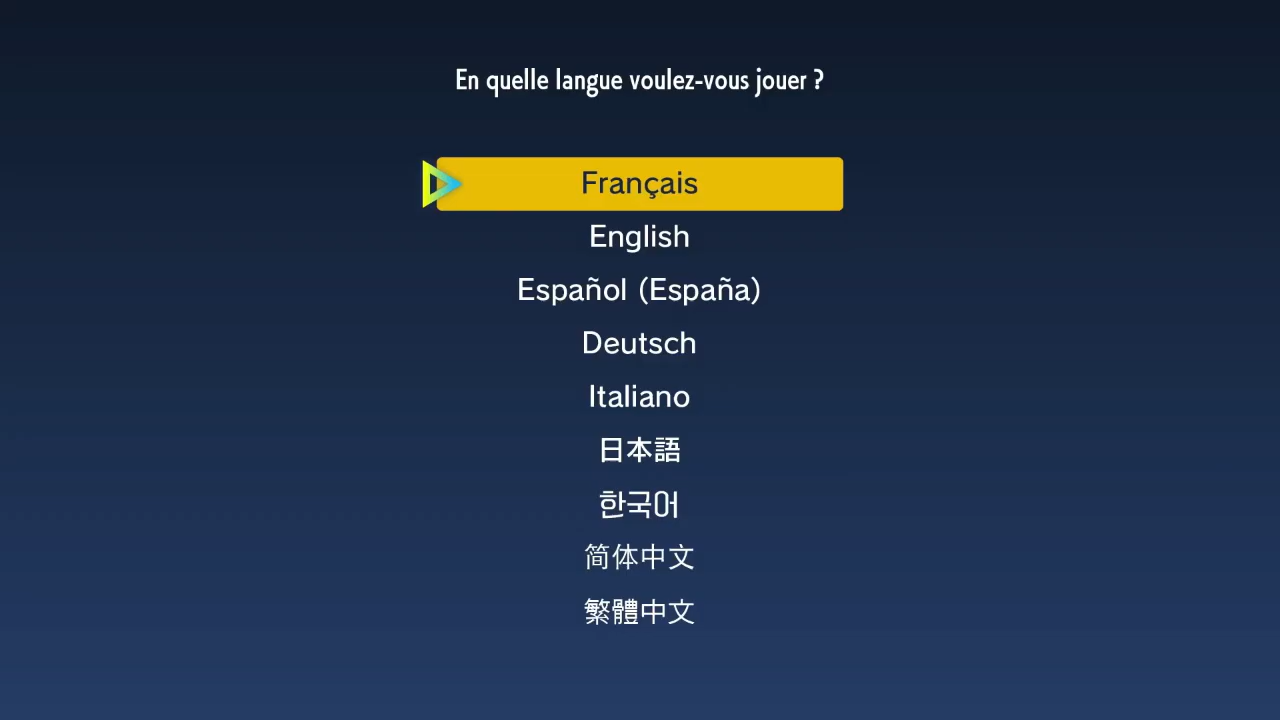 En quelle langue voulez-vous jouer ?
Français
English
Español (España)
Deutsch
Italiano
日本語
한국어
简体中文
繁體中文